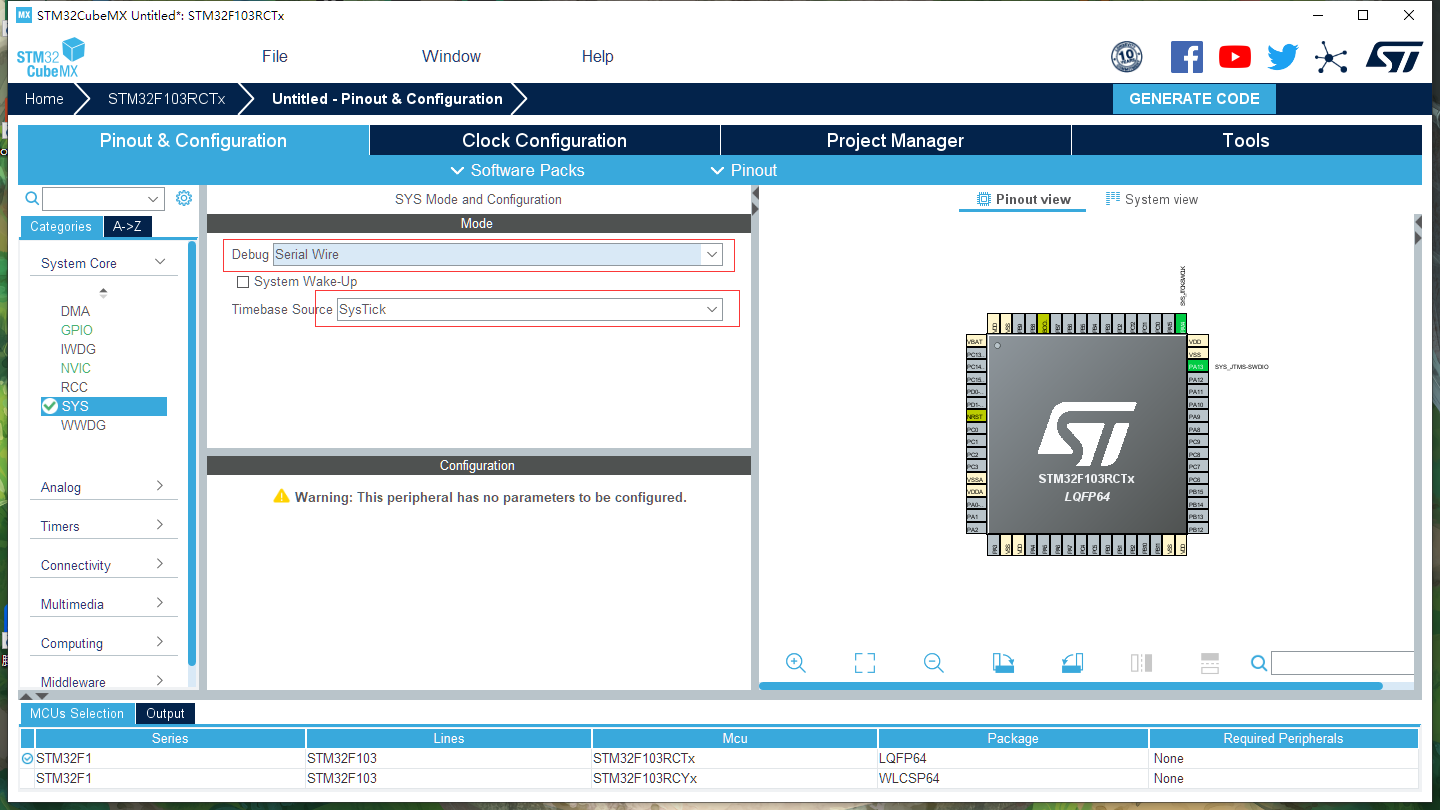 MX STM32CubeMX Untitled*: STM32F103RCTx
STM32 CubeMX
File Window Help
10 YEARS
Home STM32F103RCTx Untitled - Pinout & Configuration GENERATE CODE
Pinout & Configuration Clock Configuration Project Manager Tools
Software Packs Pinout
Categories A->Z
System Core
DMA
GPIO
IWDG
NVIC
RCC
SYS
WWDG
Analog
Timers
Connectivity
Multimedia
Computing
Middleware
SYS Mode and Configuration
Mode
Debug Serial Wire
System Wake-Up
Timebase Source SysTick
Configuration
Warning: This peripheral has no parameters to be configured.
Pinout view System view
VBAT
PC13..
PC14..
PC15..
PD0-..
PD1-..
NRST
PC0
PC1
PC2
PC3
VSSA
VDDA
PA0-..
PA1
PA2
VDD
VSS
PA13 SYS_JTMS-SWDIO
PA12
PA11
PA10
PA9
PA8
PC9
PC8
PC7
PC6
PB15
PB14
PB13
PB12
STM32F103RCTx
LQFP64
MCUs Selection Output
Series Lines Mcu Package Required Peripherals
STM32F1 STM32F103 STM32F103RCTx LQFP64 None
STM32F1 STM32F103 STM32F103RCYx WLCSP64 None